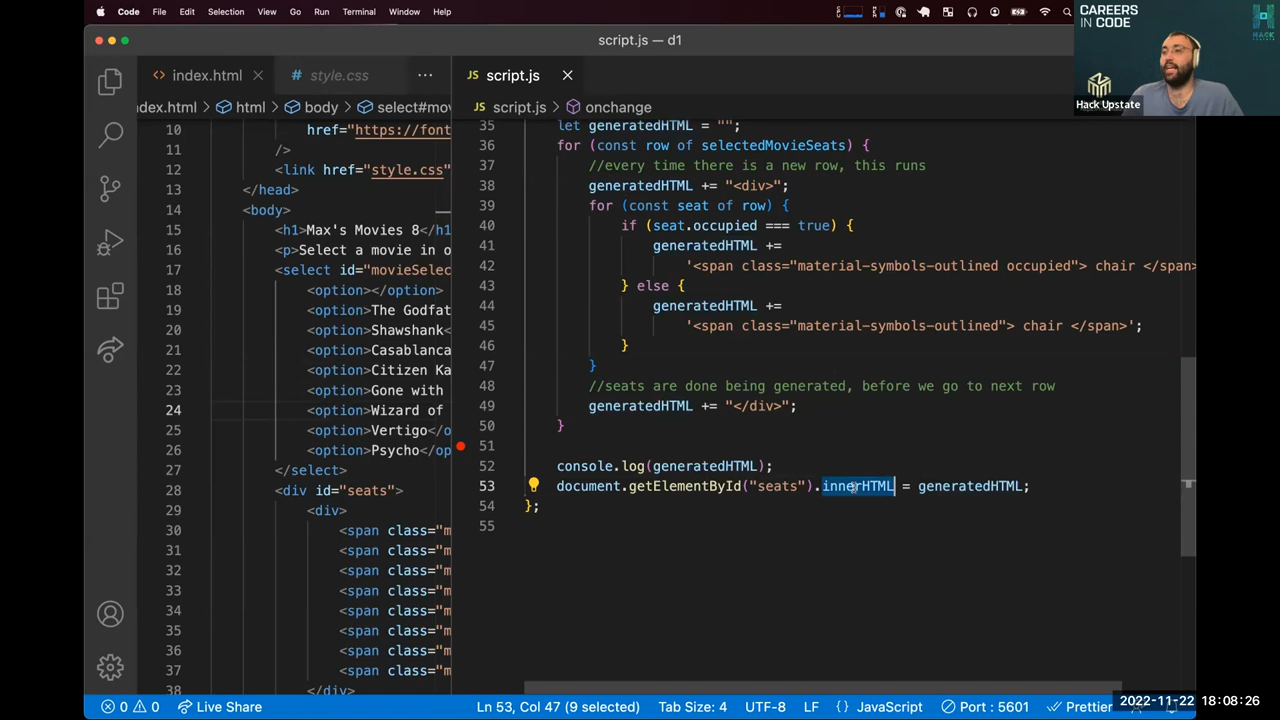 Code File Edit Selection View Go Run Terminal Window Help
script.js — d1
index.html
style.css
script.js
dex.html > html > body > select#mov
script.js > onchange
10 href="https://font
11 />
12 <link href="style.css"
13 </head>
14 <body>
15 <h1>Max's Movies 8</h1
16 <p>Select a movie in o
17 <select id="movieSelec
18 <option></option>
19 <option>The Godfat
20 <option>Shawshank<
21 <option>Casablanca
22 <option>Citizen Ka
23 <option>Gone with
24 <option>Wizard of
25 <option>Vertigo</o
26 <option>Psycho</op
27 </select>
28 <div id="seats">
29 <div>
30 <span class="m
31 <span class="m
32 <span class="m
33 <span class="m
34 <span class="m
35 <span class="m
36 <span class="m
37 <span class="m
38 </div>
35 let generatedHTML = "";
36 for (const row of selectedMovieSeats) {
37 //every time there is a new row, this runs
38 generatedHTML += "<div>";
39 for (const seat of row) {
40 if (seat.occupied === true) {
41 generatedHTML +=
42 '<span class="material-symbols-outlined occupied"> chair </span>
43 } else {
44 generatedHTML +=
45 '<span class="material-symbols-outlined"> chair </span>';
46 }
47 }
48 //seats are done being generated, before we go to next row
49 generatedHTML += "</div>";
50 }
51
52 console.log(generatedHTML);
53 document.getElementById("seats").innerHTML = generatedHTML;
54 };
55
CAREERS
IN CODE
HACK
UPSTATE
Hack Upstate
0 0 Live Share Ln 53, Col 47 (9 selected) Tab Size: 4 UTF-8 LF {} JavaScript Port : 5601 Prettier
2022-11-22 18:08:26